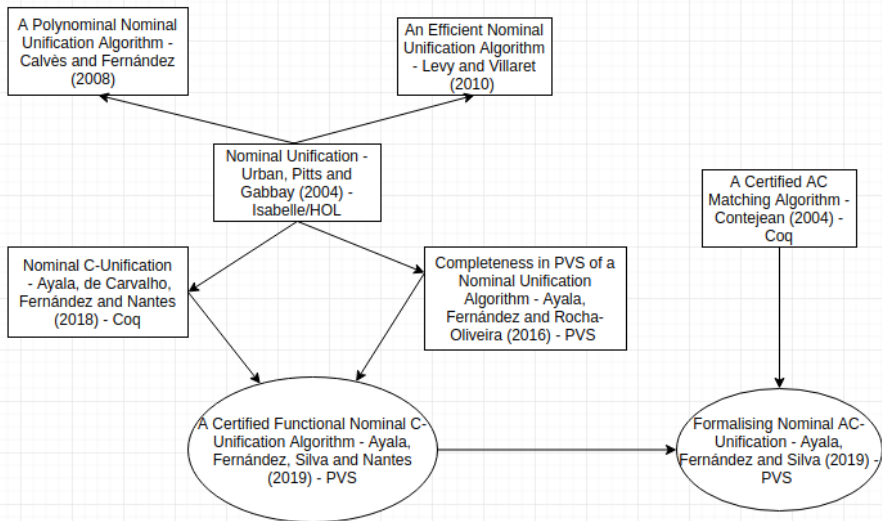 A Polynominal Nominal
Unification Algorithm -
Calvès and Fernández
(2008)
An Efficient Nominal
Unification Algorithm
- Levy and Villaret
(2010)
Nominal Unification -
Urban, Pitts and
Gabbay (2004) -
Isabelle/HOL
A Certified AC
Matching Algorithm -
Contejean (2004) -
Coq
Nominal C-Unification
- Ayala, de Carvalho,
Fernández and Nantes
(2018) - Coq
Completeness in PVS of a
Nominal Unification
Algorithm - Ayala,
Fernández and Rocha-
Oliveira (2016) - PVS
A Certified Functional Nominal C-
Unification Algorithm - Ayala,
Fernández, Silva and Nantes
(2019) - PVS
Formalising Nominal AC-
Unification - Ayala,
Fernández and Silva (2019) -
PVS